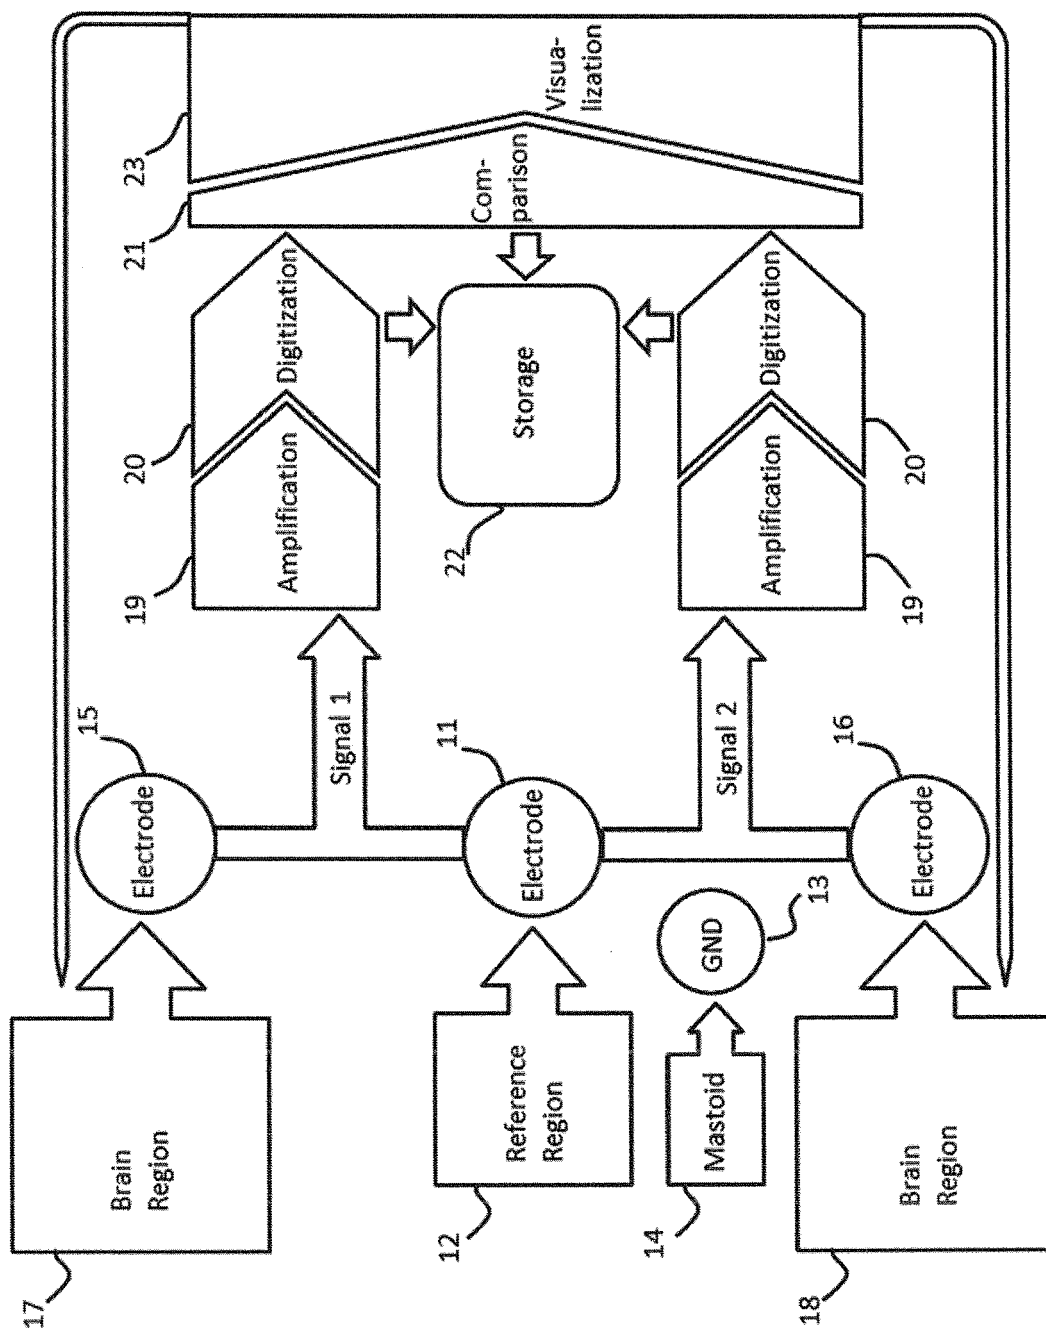 17
15
Brain
Region
Electrode
19
20
21
23
Amplification
Digitization
Signal 1
12
11
22
Reference
Region
Electrode
Storage
Com-
parison
Visua-
lization
14
Mastoid
GND
13
Signal 2
Amplification
Digitization
18
16
Brain
Region
Electrode
19
20